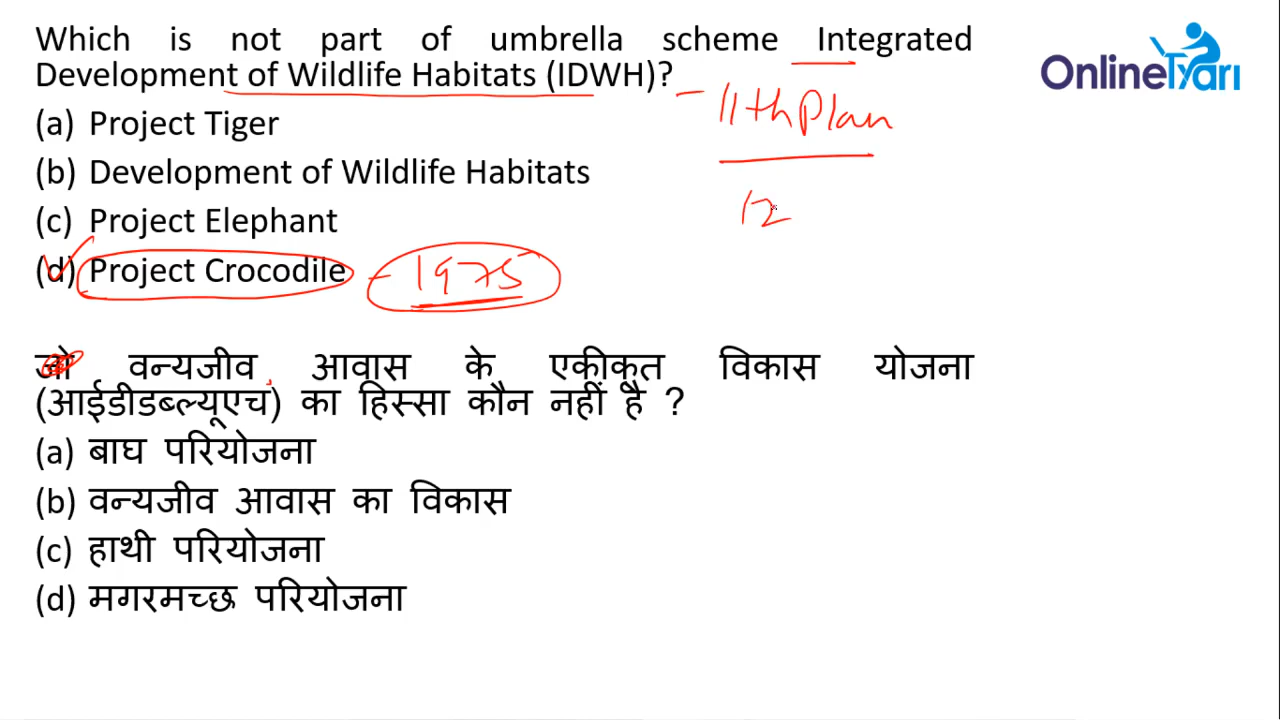 Which is not part of umbrella scheme Integrated
Development of Wildlife Habitats (IDWH)?
- 11th Plan
(a) Project Tiger
(b) Development of Wildlife Habitats
12
(c) Project Elephant
(d) Project Crocodile - 1975
जो वन्यजीव आवास के एकीकृत विकास योजना
(आईडीडब्ल्यूएच) का हिस्सा कौन नहीं है ?
(a) बाघ परियोजना
(b) वन्यजीव आवास का विकास
(c) हाथी परियोजना
(d) मगरमच्छ परियोजना
OnlineTyari